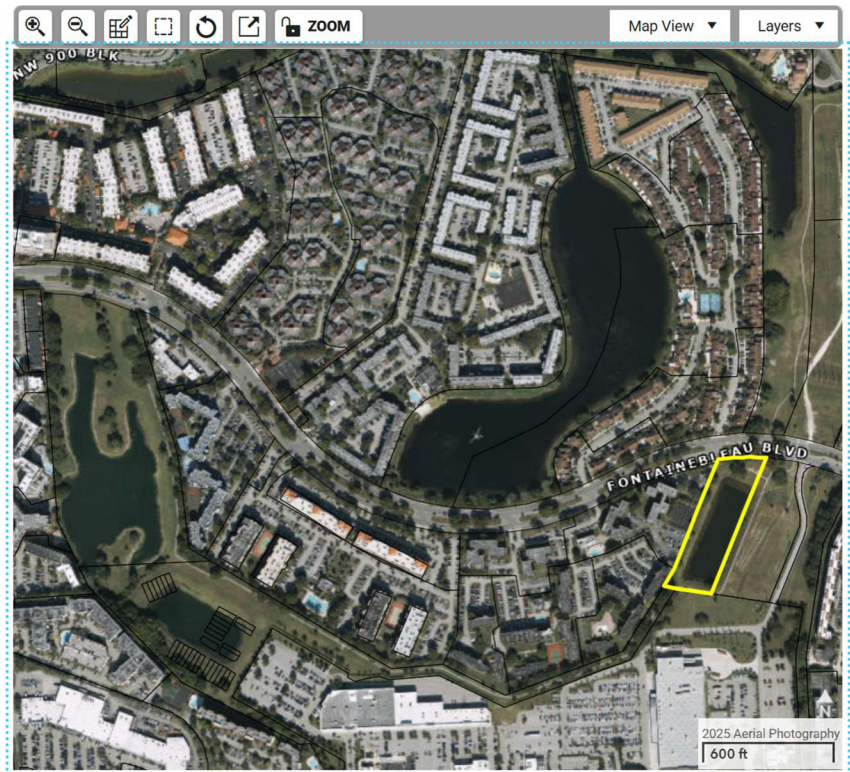 ZOOM
Map View
Layers
NW 900 BLK
FONTAINEBLEAU BLVD
2025 Aerial Photography
600 ft